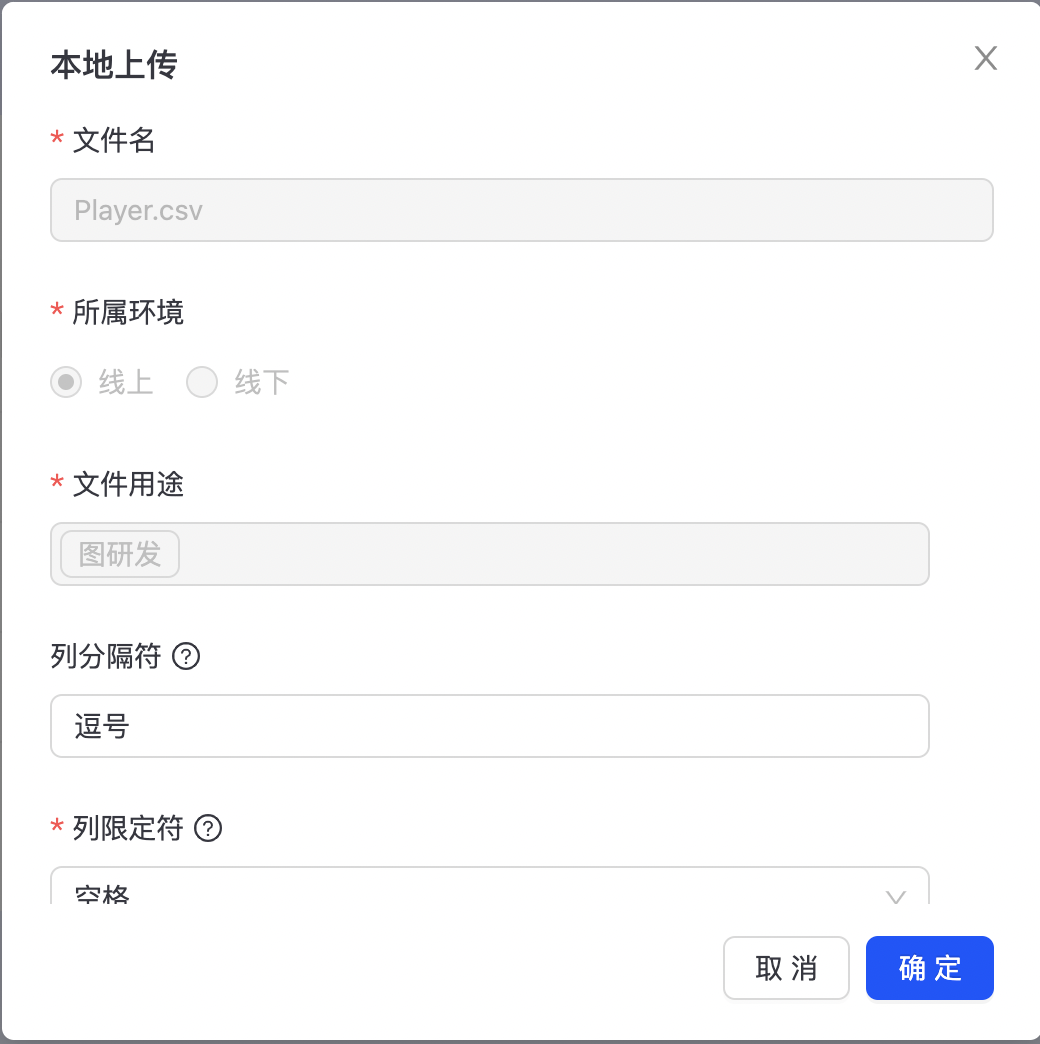 本地上传
* 文件名
Player.csv
* 所属环境
线上 线下
* 文件用途
图研发
列分隔符
逗号
* 列限定符
空格
取 消 确 定